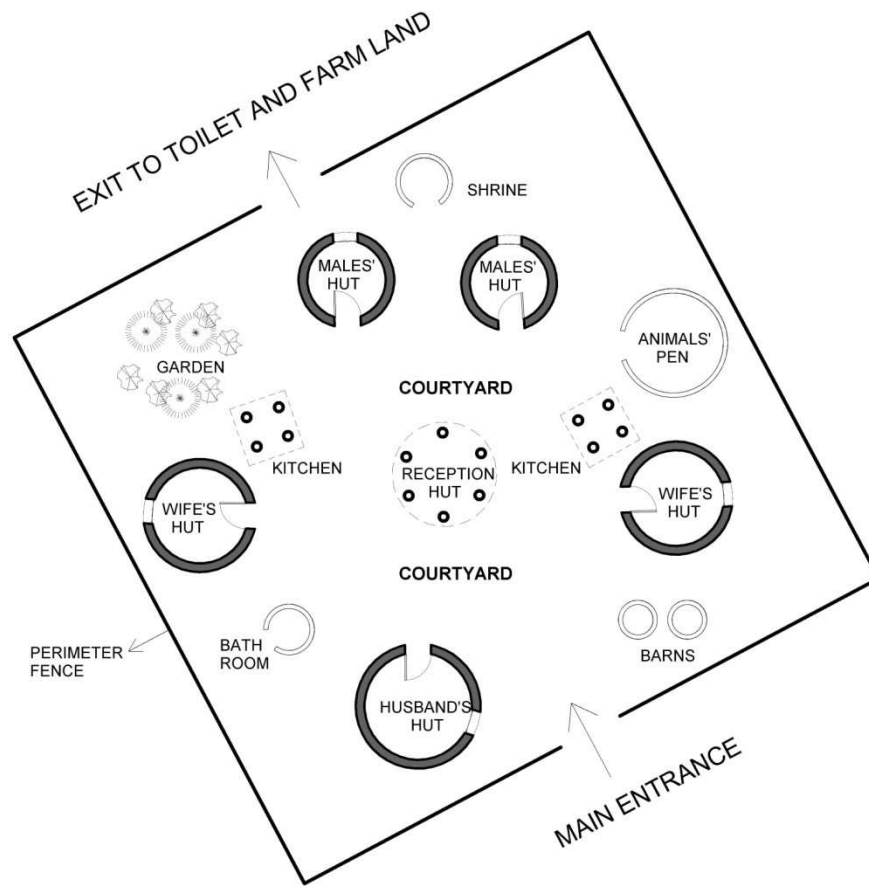 EXIT TO TOILET AND FARM LAND
SHRINE
MALES'
HUT
MALES'
HUT
ANIMALS'
PEN
GARDEN
COURTYARD
KITCHEN
RECEPTION
HUT
KITCHEN
WIFE'S
HUT
WIFE'S
HUT
COURTYARD
PERIMETER
FENCE
BATH
ROOM
BARNS
HUSBAND'S
HUT
MAIN ENTRANCE